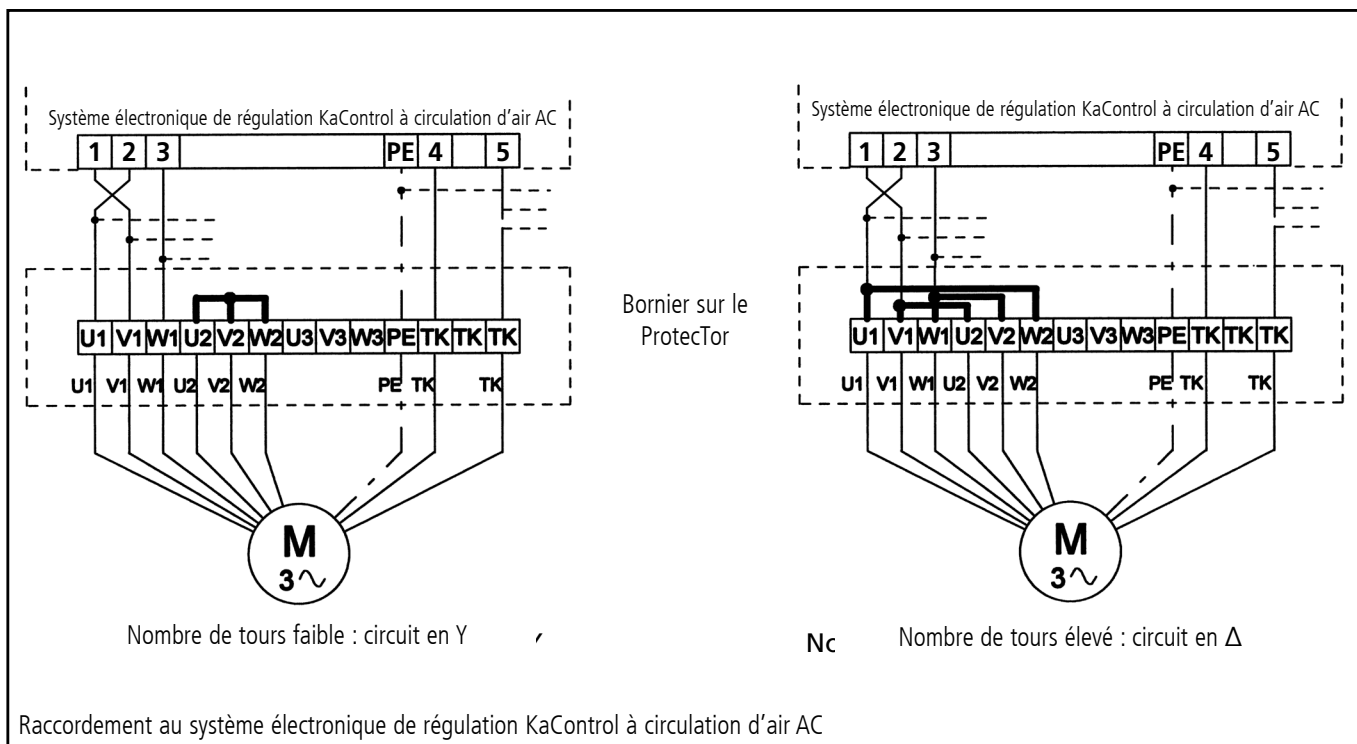 Système électronique de régulation KaControl à circulation d'air AC
1 2 3 PE 4 5
U1 V1 W1 U2 V2 W2 U3 V3 W3 PE TK TK TK
U1 V1 W1 U2 V2 W2 PE TK TK
M
3
Nombre de tours faible : circuit en Y
Bornier sur le
ProtecTor
Système électronique de régulation KaControl à circulation d'air AC
1 2 3 PE 4 5
U1 V1 W1 U2 V2 W2 U3 V3 W3 PE TK TK TK
U1 V1 W1 U2 V2 W2 PE TK TK
M
3
Nombre de tours élevé : circuit en Δ
Raccordement au système électronique de régulation KaControl à circulation d'air AC